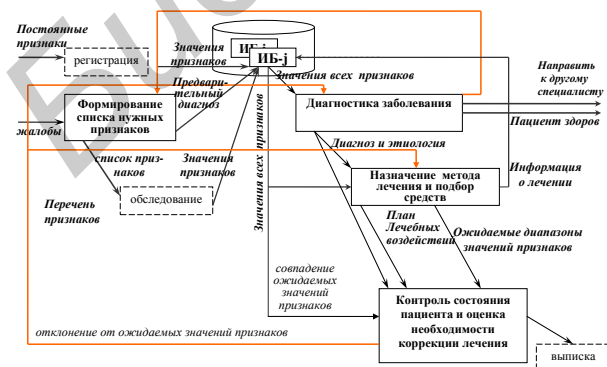 Постоянные
признаки
регистрация
Значения
признаков
ИБ-j
Значения всех признаков
Направить
к другому
специалисту
Предвари-
тельный
диагноз
Формирование
списка нужных
признаков
Диагностика заболевания
жалобы
Пациент здоров
список приз-
наков
Значения
признаков
Значения всех признаков
Диагноз и этиология
Назначение метода
лечения и подбор
средств
Информация
о лечении
Перечень
признаков
обследование
План
Лечебных
воздействий
Ожидаемые диапазоны
значений признаков
совпадение
ожидаемых
значений
признаков
Контроль состояния
пациента и оценка
необходимости
коррекции лечения
отклонение от ожидаемых значений признаков
выписка